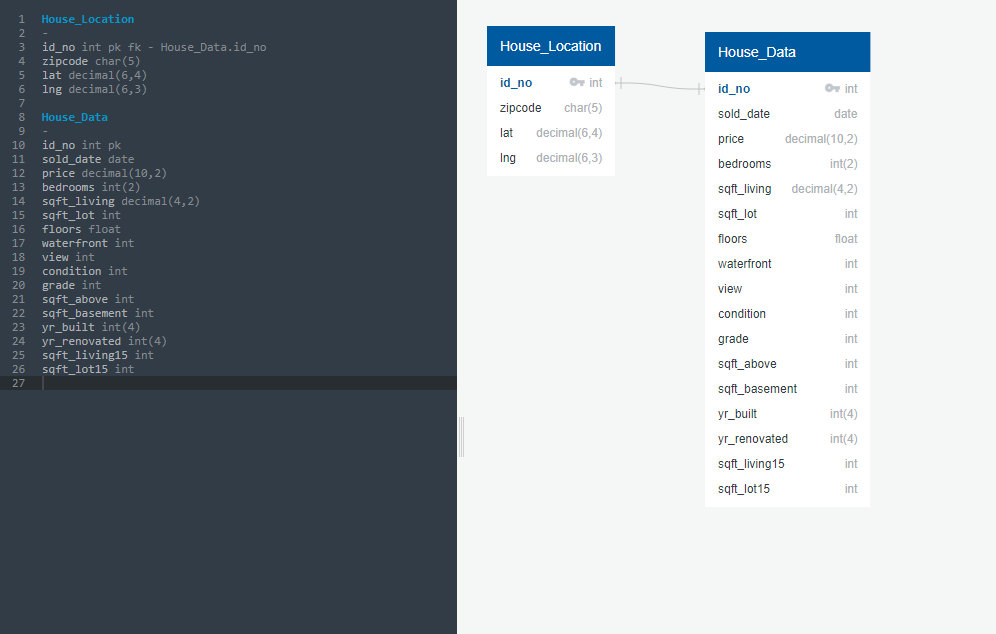 1 House_Location
2 -
3 id_no int pk fk - House_Data.id_no
4 zipcode char(5)
5 lat decimal(6,4)
6 lng decimal(6,3)
7
8 House_Data
9 -
10 id_no int pk
11 sold_date date
12 price decimal(10,2)
13 bedrooms int(2)
14 sqft_living decimal(4,2)
15 sqft_lot int
16 floors float
17 waterfront int
18 view int
19 condition int
20 grade int
21 sqft_above int
22 sqft_basement int
23 yr_built int(4)
24 yr_renovated int(4)
25 sqft_living15 int
26 sqft_lot15 int
27
House_Location
id_no int
zipcode char(5)
lat decimal(6,4)
lng decimal(6,3)
House_Data
id_no int
sold_date date
price decimal(10,2)
bedrooms int(2)
sqft_living decimal(4,2)
sqft_lot int
floors float
waterfront int
view int
condition int
grade int
sqft_above int
sqft_basement int
yr_built int(4)
yr_renovated int(4)
sqft_living15 int
sqft_lot15 int